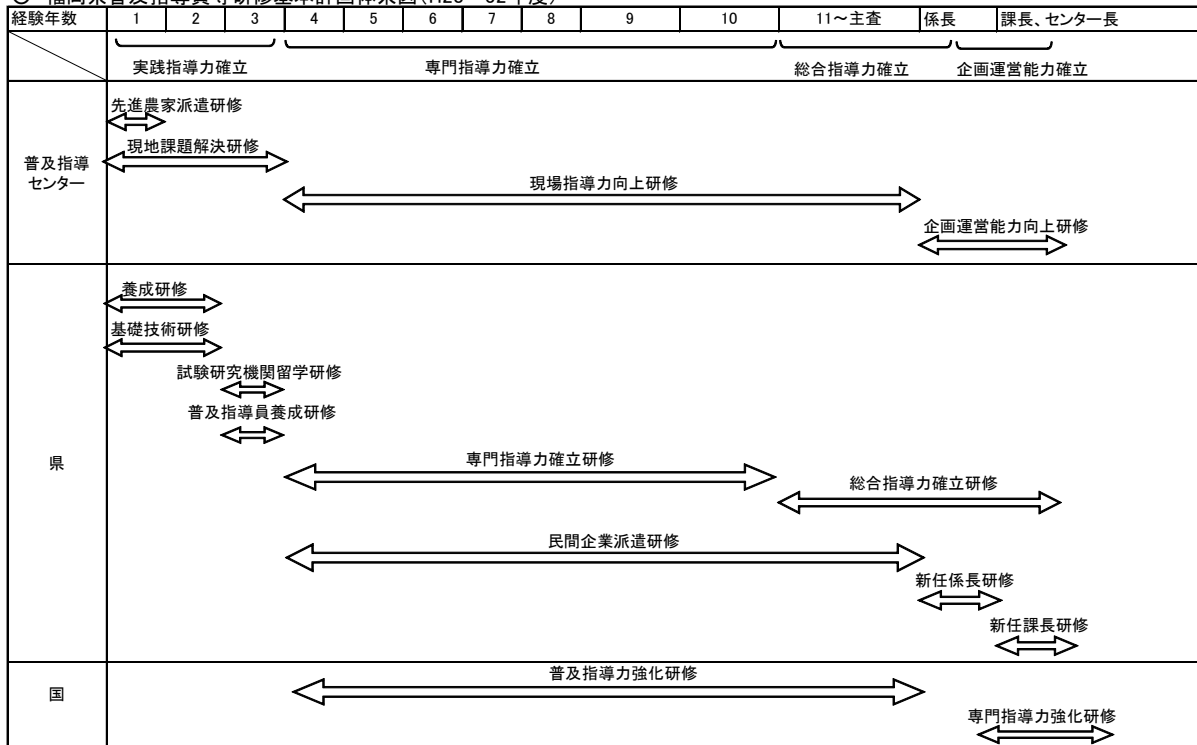 経験年数 1 2 3 4 5 6 7 8 9 10 11～主査 係長 課長、センター長
実践指導力確立 専門指導力確立 総合指導力確立 企画運営能力確立
普及指導
センター
先進農家派遣研修
現地課題解決研修
現場指導力向上研修
企画運営能力向上研修
県
養成研修
基礎技術研修
試験研究機関留学研修
普及指導員養成研修
専門指導力確立研修
総合指導力確立研修
民間企業派遣研修
新任係長研修
新任課長研修
国
普及指導力強化研修
専門指導力強化研修